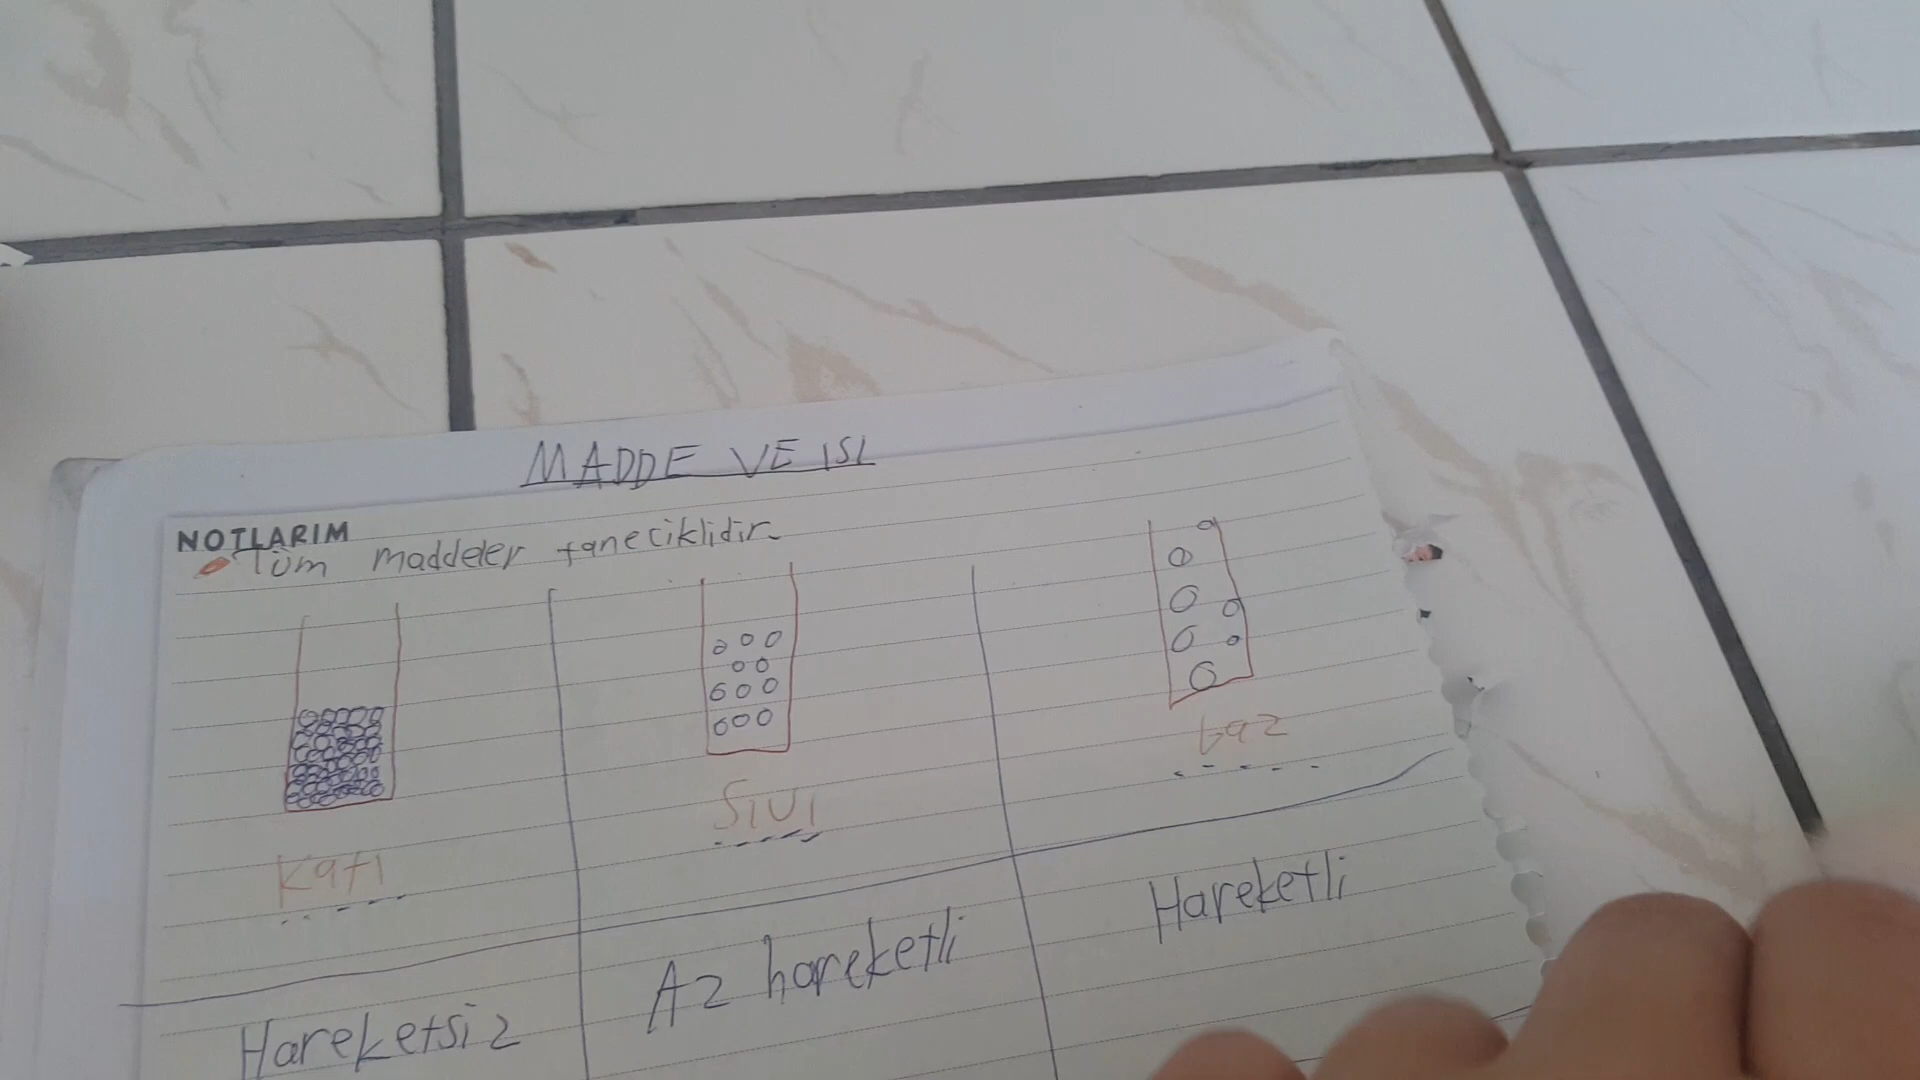 MADDE VE ISI
NOTLARIM
Tüm maddeler taneciklidir.
Katı
Sıvı
Gaz
Hareketsiz
Az hareketli
Hareketli